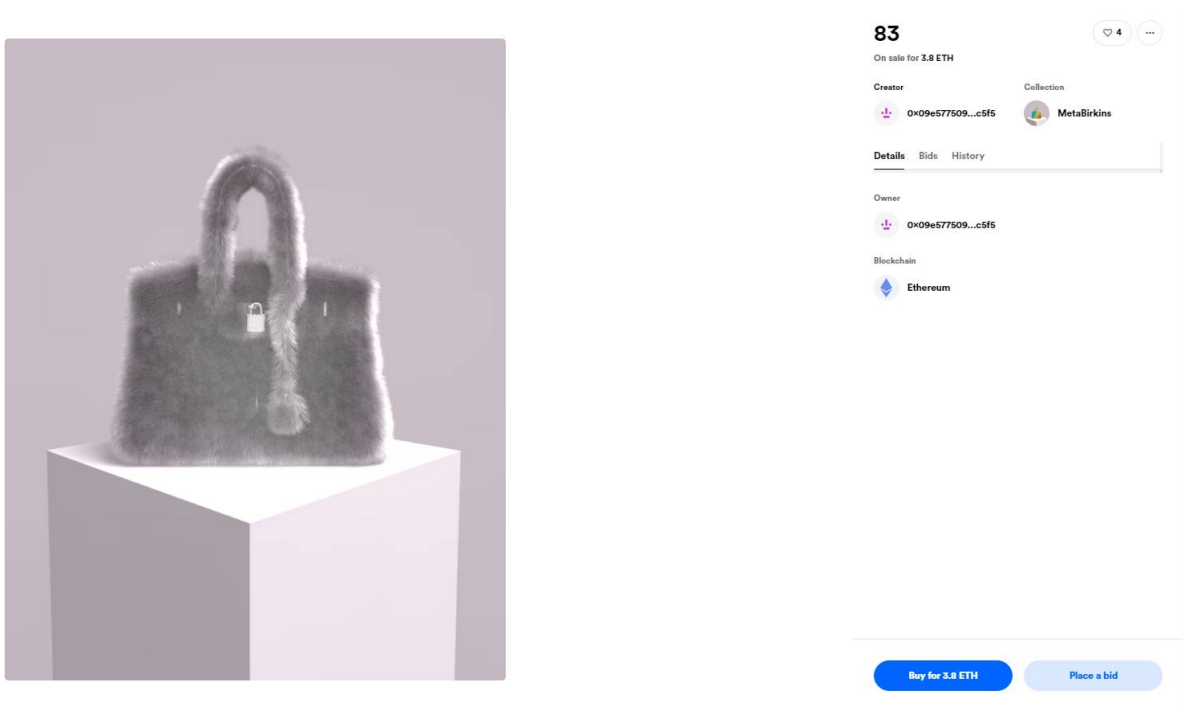 83
4
On sale for 3.8 ETH
Creator
Collection
0x09e577509...c5f5
MetaBirkins
Details Bids History
Owner
0x09e577509...c5f5
Blockchain
Ethereum
Buy for 3.8 ETH
Place a bid